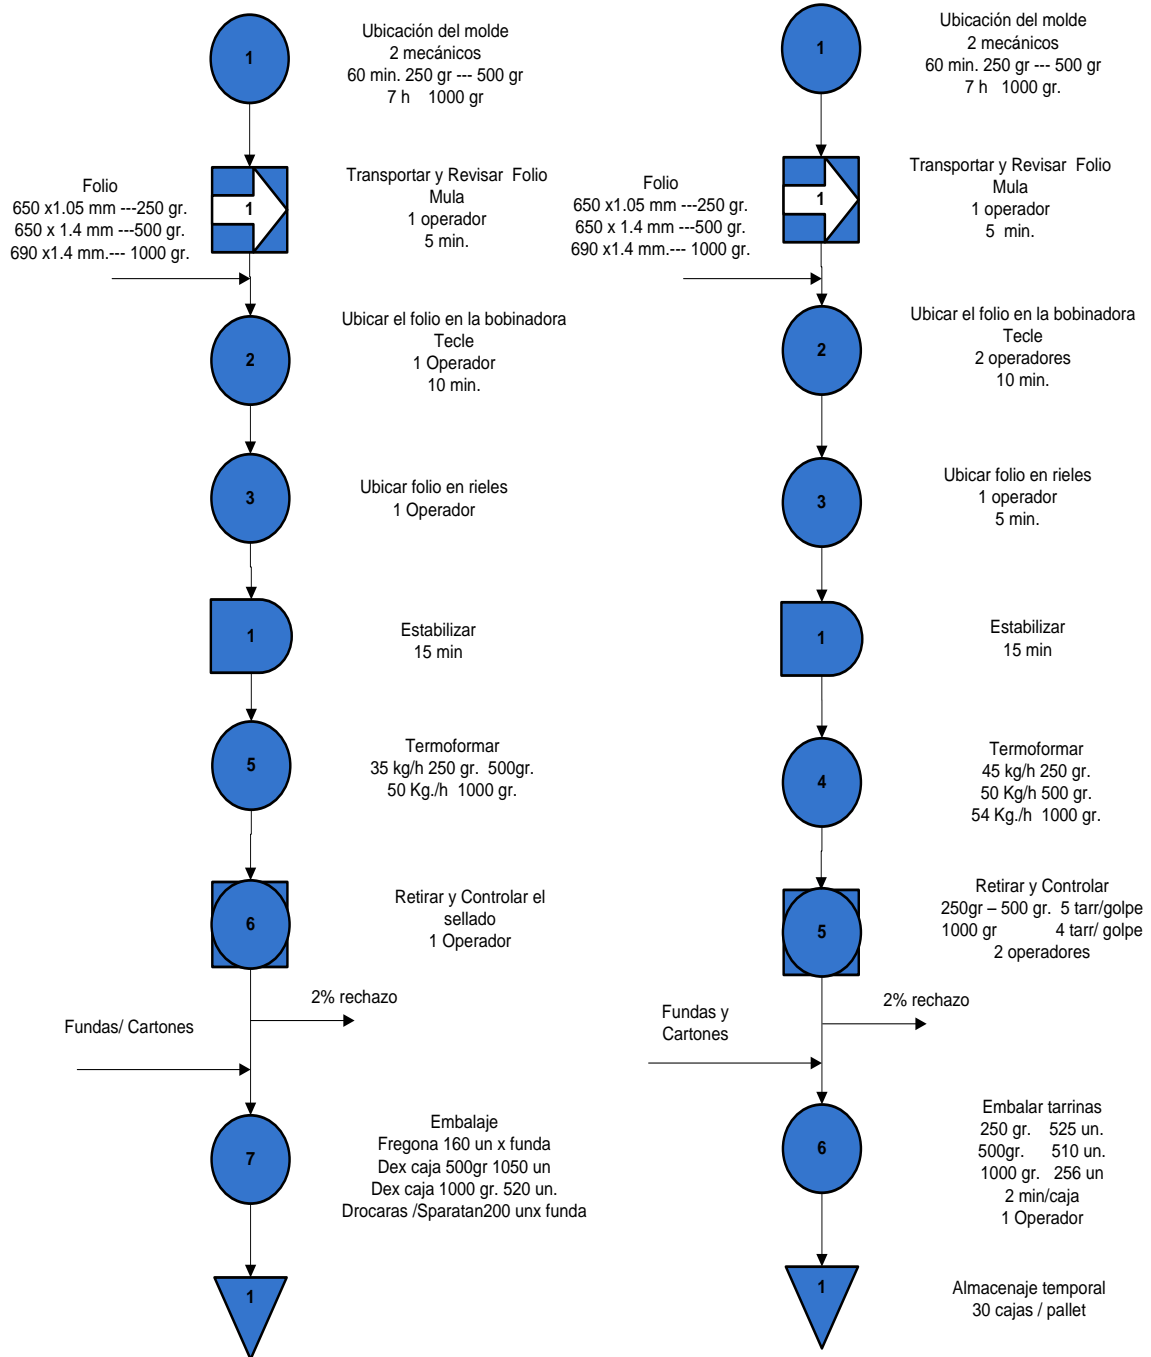 1
Ubicación del molde
2 mecánicos
60 min. 250 gr --- 500 gr
7 h 1000 gr
Folio
650 x1.05 mm ---250 gr.
650 x 1.4 mm ---500 gr.
690 x1.4 mm.--- 1000 gr.
1
Transportar y Revisar Folio
Mula
1 operador
5 min.
2
Ubicar el folio en la bobinadora
Tecle
1 Operador
10 min.
3
Ubicar folio en rieles
1 Operador
1
Estabilizar
15 min
5
Termoformar
35 kg/h 250 gr. 500gr.
50 Kg./h 1000 gr.
6
Retirar y Controlar el
sellado
1 Operador
2% rechazo
Fundas/ Cartones
7
Embalaje
Fregona 160 un x funda
Dex caja 500gr 1050 un
Dex caja 1000 gr. 520 un.
Drocaras /Sparatan200 unx funda
1
1
Ubicación del molde
2 mecánicos
60 min. 250 gr --- 500 gr
7 h 1000 gr.
Folio
650 x1.05 mm ---250 gr.
650 x 1.4 mm ---500 gr.
690 x1.4 mm.--- 1000 gr.
1
Transportar y Revisar Folio
Mula
1 operador
5 min.
2
Ubicar el folio en la bobinadora
Tecle
2 operadores
10 min.
3
Ubicar folio en rieles
1 operador
5 min.
1
Estabilizar
15 min
4
Termoformar
45 kg/h 250 gr.
50 Kg/h 500 gr.
54 Kg./h 1000 gr.
5
Retirar y Controlar
250gr – 500 gr. 5 tarr/golpe
1000 gr 4 tarr/ golpe
2 operadores
2% rechazo
Fundas y
Cartones
6
Embalar tarrinas
250 gr. 525 un.
500gr. 510 un.
1000 gr. 256 un
2 min/caja
1 Operador
1
Almacenaje temporal
30 cajas / pallet